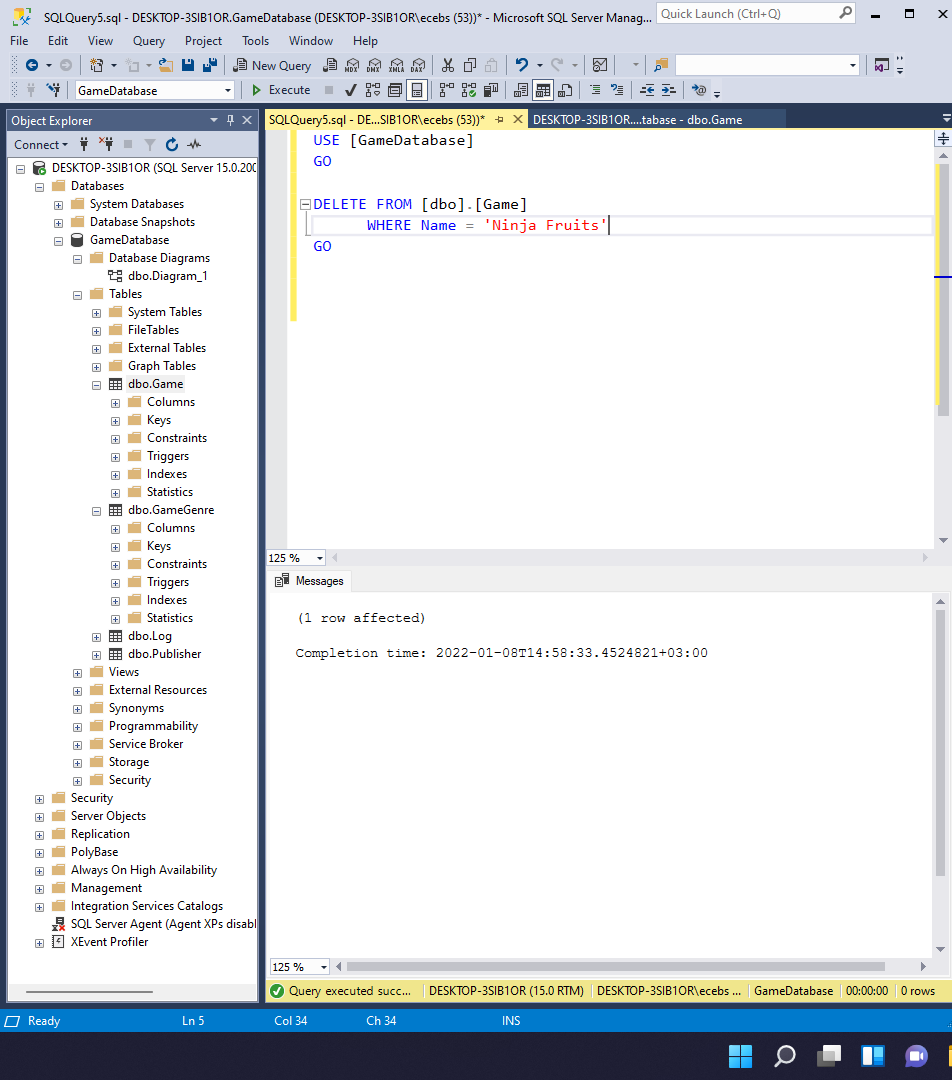 SQLQuery5.sql - DESKTOP-3SIB1OR.GameDatabase (DESKTOP-3SIB1OR\ecebs (53))* - Microsoft SQL Server Manag...
Quick Launch (Ctrl+Q)
File Edit View Query Project Tools Window Help
New Query
MDX DMX XMLA DAX
GameDatabase
Execute
Object Explorer
SQLQuery5.sql - DE...SIB1OR\ecebs (53))*
DESKTOP-3SIB1OR....tabase - dbo.Game
Connect
DESKTOP-3SIB1OR (SQL Server 15.0.200
Databases
System Databases
Database Snapshots
GameDatabase
Database Diagrams
dbo.Diagram_1
Tables
System Tables
FileTables
External Tables
Graph Tables
dbo.Game
Columns
Keys
Constraints
Triggers
Indexes
Statistics
dbo.GameGenre
Columns
Keys
Constraints
Triggers
Indexes
Statistics
dbo.Log
dbo.Publisher
Views
External Resources
Synonyms
Programmability
Service Broker
Storage
Security
Security
Server Objects
Replication
PolyBase
Always On High Availability
Management
Integration Services Catalogs
SQL Server Agent (Agent XPs disabl
XEvent Profiler
USE [GameDatabase]
GO
DELETE FROM [dbo].[Game]
WHERE Name = 'Ninja Fruits'
GO
125 %
Messages
(1 row affected)
Completion time: 2022-01-08T14:58:33.4524821+03:00
125 %
Query executed succ... DESKTOP-3SIB1OR (15.0 RTM) DESKTOP-3SIB1OR\ecebs ... GameDatabase 00:00:00 0 rows
Ready Ln 5 Col 34 Ch 34 INS